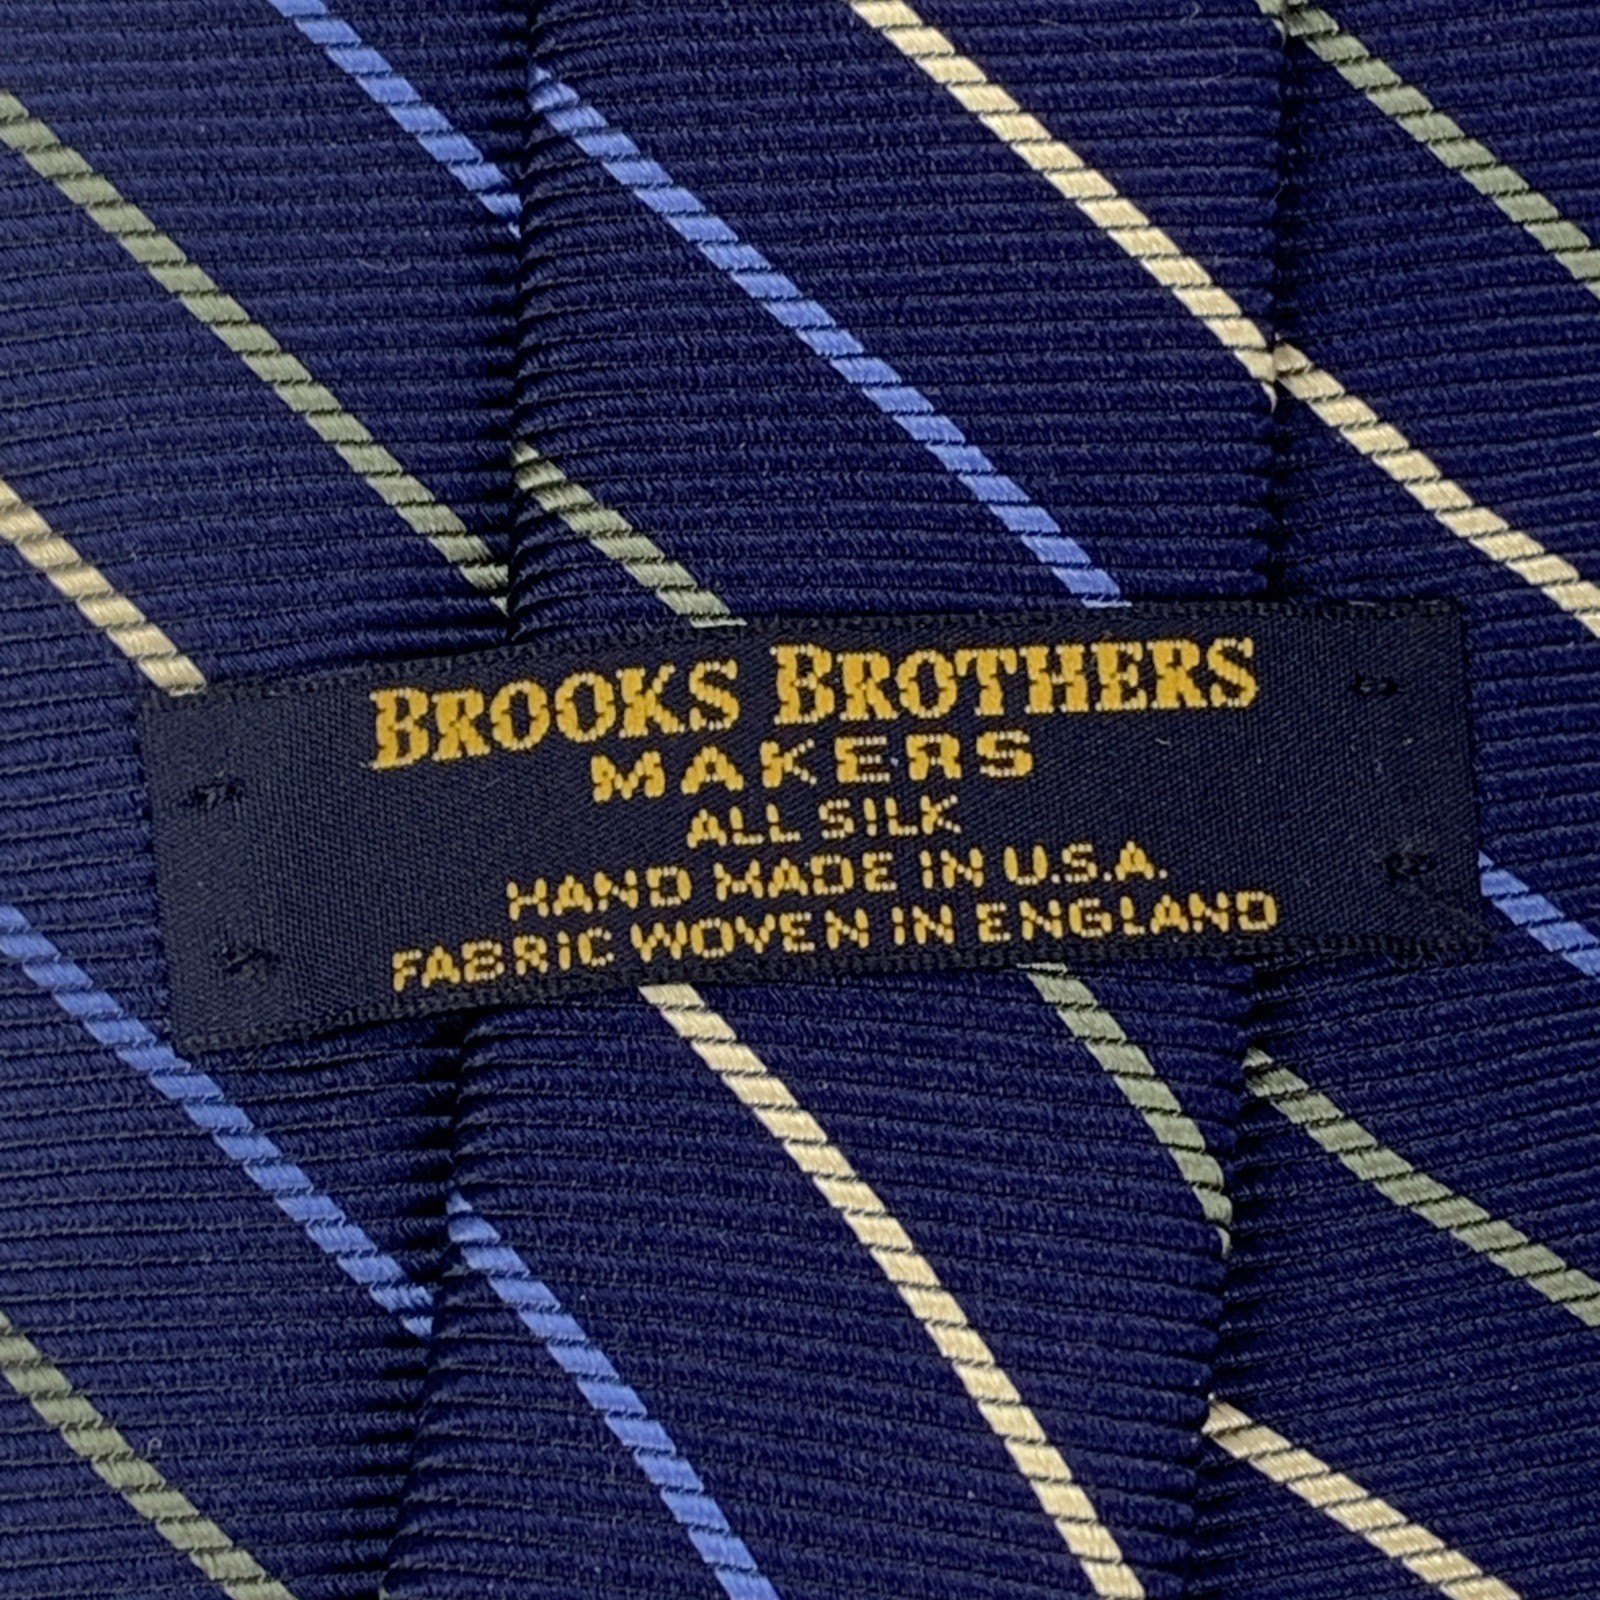 BROOKS BROTHERS
MAKERS
ALL SILK
HAND MADE IN U.S.A.
FABRIC WOVEN IN ENGLAND